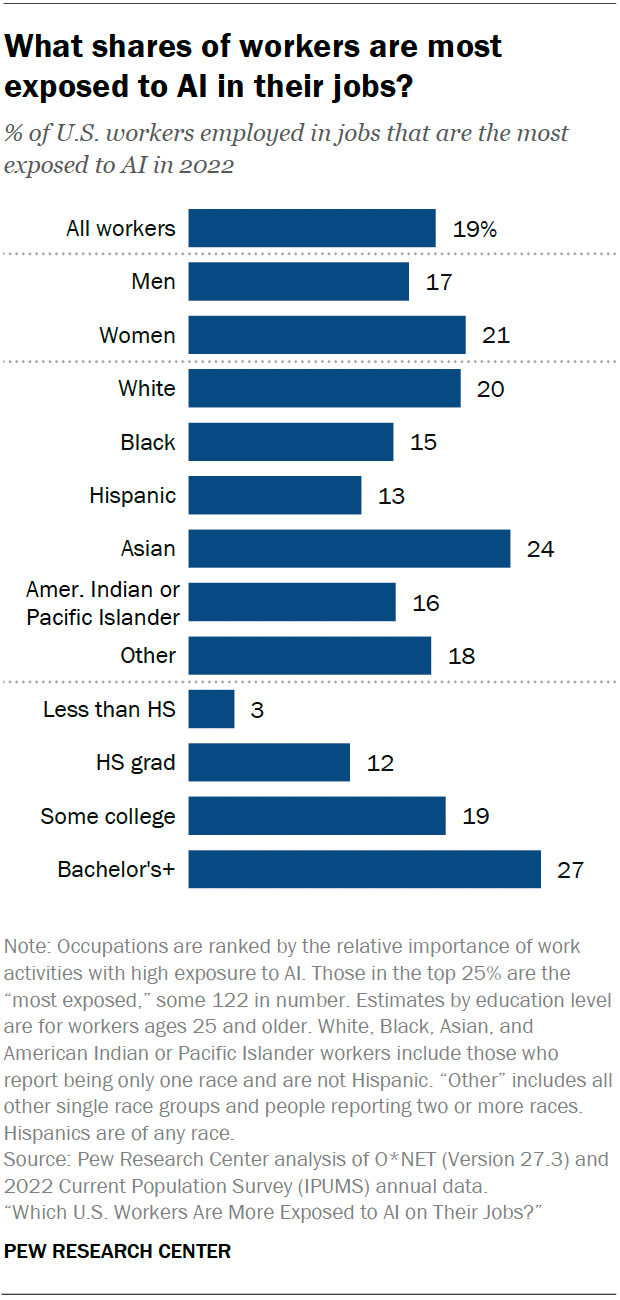 What shares of workers are most
exposed to AI in their jobs?
% of U.S. workers employed in jobs that are the most
exposed to AI in 2022
All workers 19%
Men 17
Women 21
White 20
Black 15
Hispanic 13
Asian 24
Amer. Indian or
Pacific Islander 16
Other 18
Less than HS 3
HS grad 12
Some college 19
Bachelor's+ 27
Note: Occupations are ranked by the relative importance of work
activities with high exposure to AI. Those in the top 25% are the
“most exposed,” some 122 in number. Estimates by education level
are for workers ages 25 and older. White, Black, Asian, and
American Indian or Pacific Islander workers include those who
report being only one race and are not Hispanic. “Other” includes all
other single race groups and people reporting two or more races.
Hispanics are of any race.
Source: Pew Research Center analysis of O*NET (Version 27.3) and
2022 Current Population Survey (IPUMS) annual data.
“Which U.S. Workers Are More Exposed to AI on Their Jobs?”
PEW RESEARCH CENTER